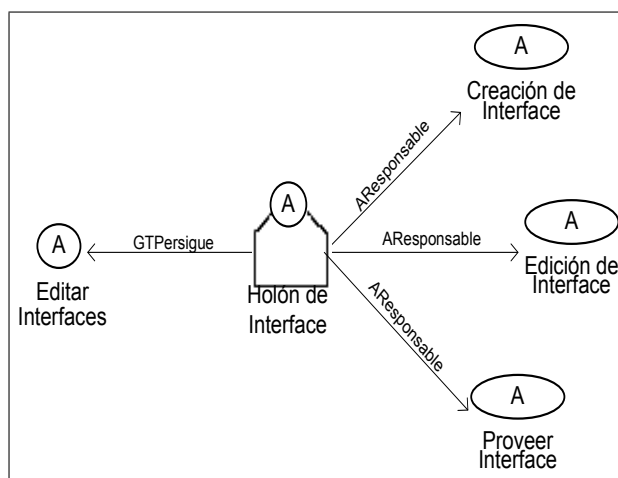 A
Creación de
Interface
AResponsable
A
A
GTPersigue
A
Editar
Interfaces
Holón de
Interface
AResponsable
A
Edición de
Interface
AResponsable
A
Proveer
Interface